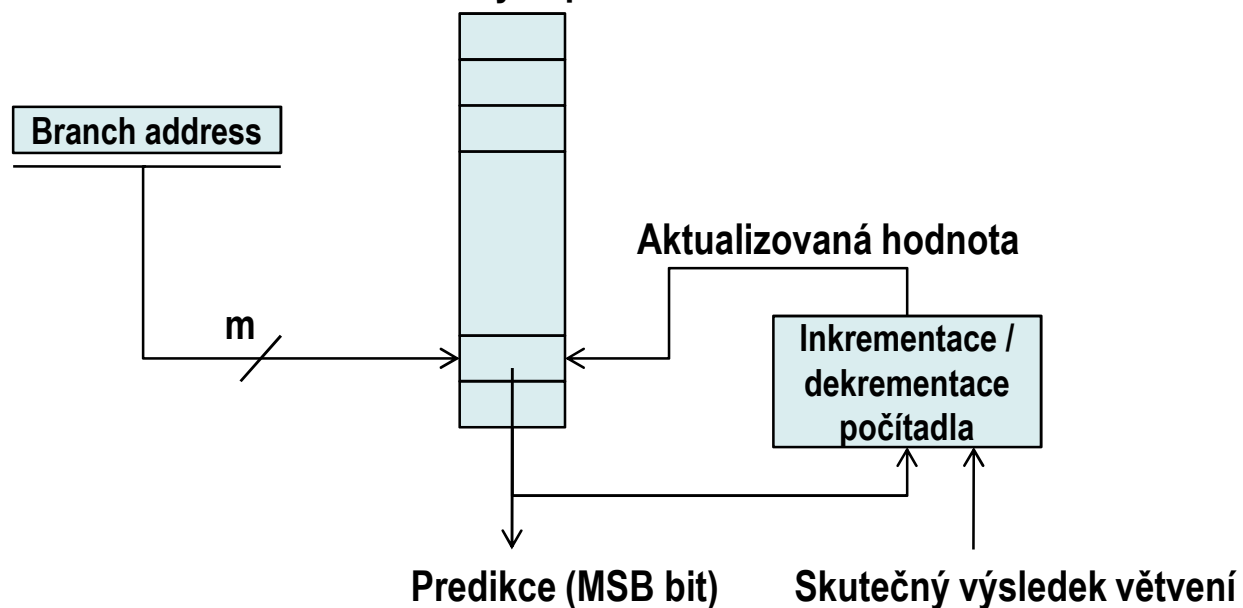 Branch address
Aktualizovaná hodnota
m
Inkrementace /
dekrementace
počítadla
Predikce (MSB bit)
Skutečný výsledek větvení